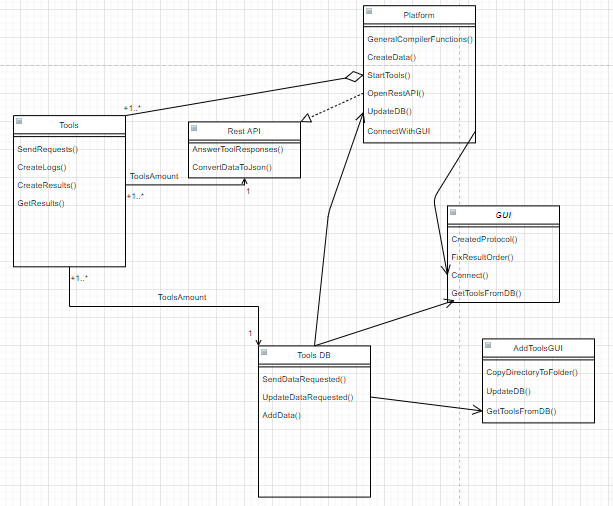 Platform
GeneralCompilerFunctions()
CreateData()
StartTools()
OpenRestAPI()
UpdateDB()
ConnectWithGUI
+1..*
Tools
SendRequests()
CreateLogs()
CreateResults()
GetResults()
Rest API
AnswerToolResponses()
ConvertDataToJson()
ToolsAmount
+1..*
1
GUI
CreatedProtocol()
FixResultOrder()
Connect()
GetToolsFromDB()
+1..*
ToolsAmount
1
Tools DB
SendDataRequested()
UpdateDataRequested()
AddData()
AddToolsGUI
CopyDirectoryToFolder()
UpdateDB()
GetToolsFromDB()